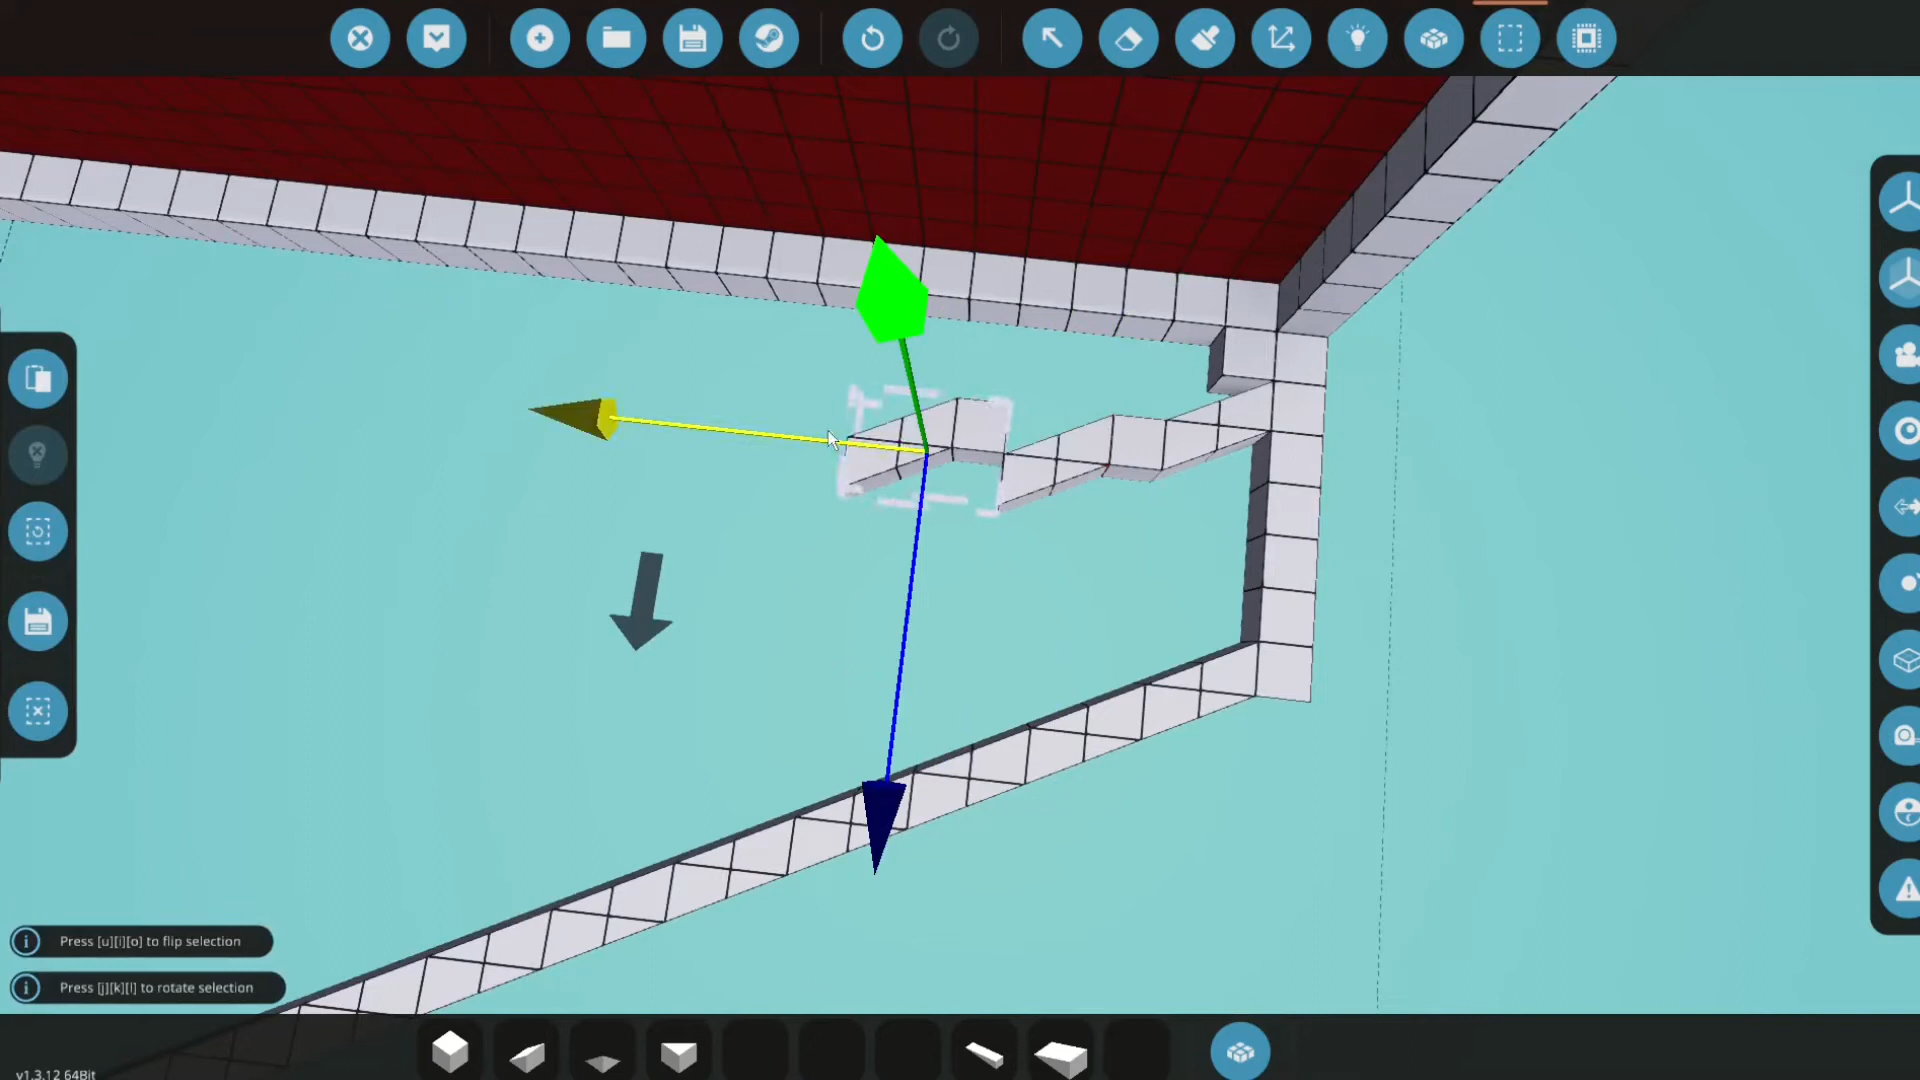 Press [u][i][o] to flip selection
Press [j][k][l] to rotate selection
v1.3.12 64Bit